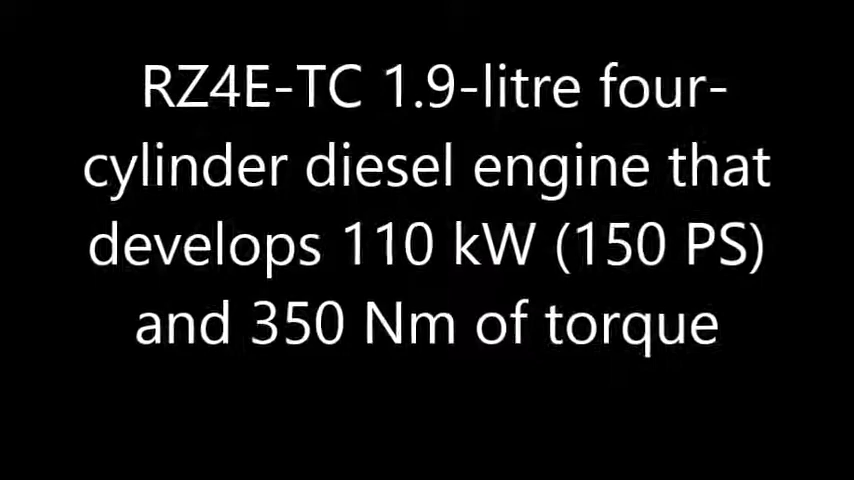 RZ4E-TC 1.9-litre four-
cylinder diesel engine that
develops 110 kW (150 PS)
and 350 Nm of torque